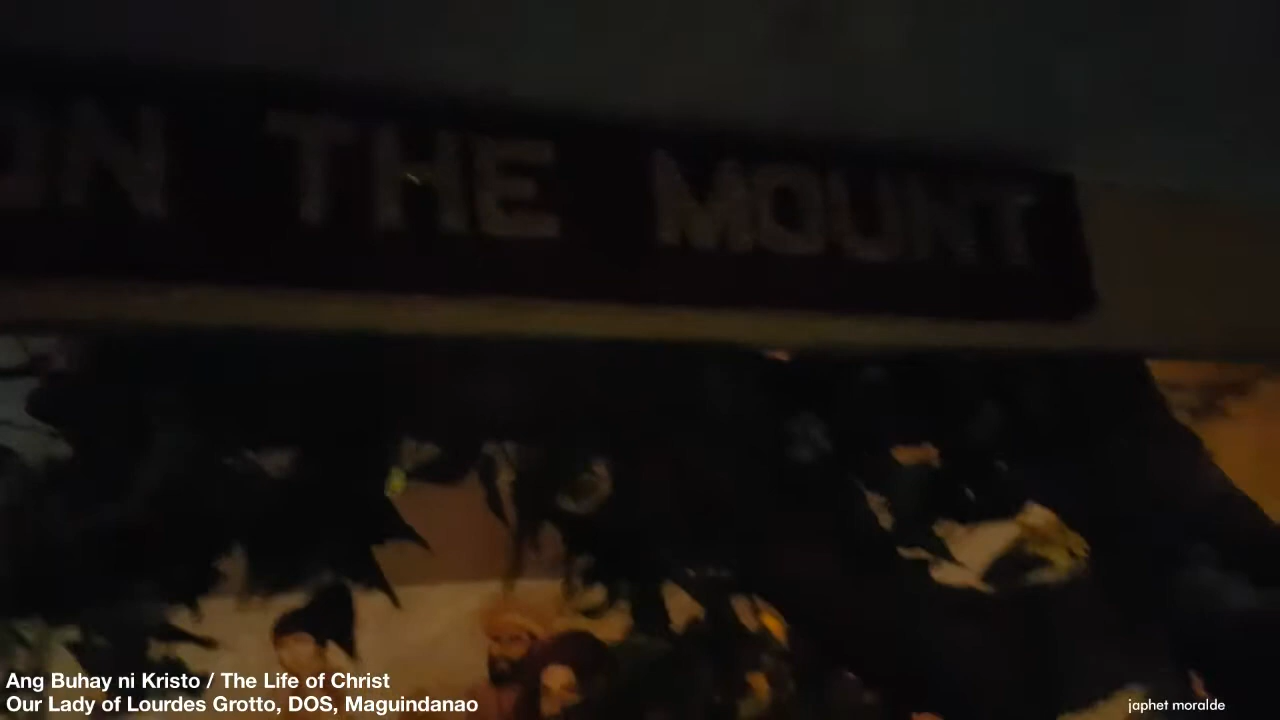 ON THE MOUNT
Ang Buhay ni Kristo / The Life of Christ
Our Lady of Lourdes Grotto, DOS, Maguindanao
japhet moralde